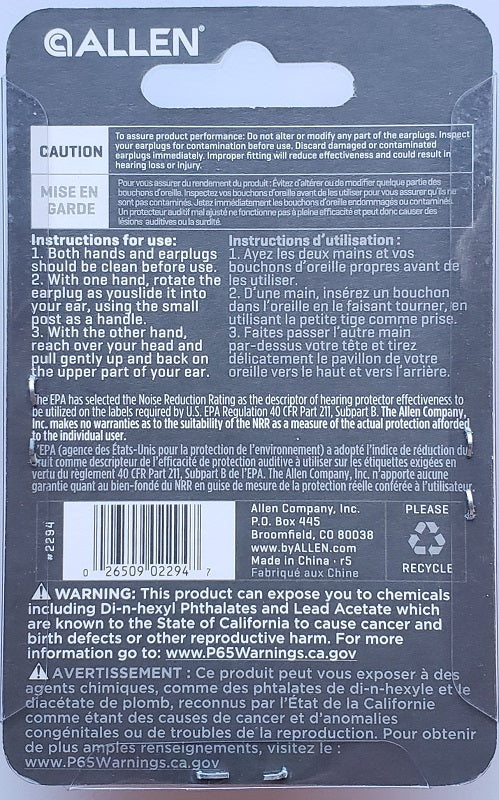 ALLEN®
CAUTION
To assure product performance: Do not alter or modify any part of the earplugs. Inspect
your earplugs for contamination before use. Discard damaged or contaminated
earplugs immediately. Improper fitting will reduce effectiveness and could result in
hearing loss or injury.
MISE EN
GARDE
Pour vous assurer du rendement du produit : Évitez d'altérer ou de modifier quelque partie des
bouchons d'oreille. Inspectez vos bouchons d'oreille avant de les utiliser pour vous assurer qu'ils ne
sont pas contaminés. Jetez immédiatement les bouchons endommagés ou contaminés.
Un protecteur auditif mal ajusté ne fonctionne pas à pleine efficacité et peut donc causer des
lésions auditives ou la surdité.
Instructions for use:
1. Both hands and earplugs
should be clean before use.
2. With one hand, rotate the
earplug as youslide it into
your ear, using the small
post as a handle.
3. With the other hand,
reach over your head and
pull gently up and back on
the upper part of your ear.
Instructions d'utilisation :
1. Ayez les deux mains et vos
bouchons d'oreille propres avant de
les utiliser.
2. D'une main, insérez un bouchon
dans l'oreille en le faisant tourner, en
utilisant la petite tige comme prise.
3. Faites passer l'autre main
par-dessus votre tête et tirez
délicatement le pavillon de votre
oreille vers le haut et vers l'arrière.
The EPA has selected the Noise Reduction Rating as the descriptor of hearing protector effectiveness to
be utilized on the labels required by U.S. EPA Regulation 40 CFR Part 211, Subpart B. The Allen Company,
Inc. makes no warranties as to the suitability of the NRR as a measure of the actual protection afforded
to the individual user.
L'EPA (agence des États-Unis pour la protection de l'environnement) a adopté l'indice de réduction du
bruit comme descripteur de l'efficacité de protection auditive à utiliser sur les étiquettes exigées en
vertu du règlement 40 CFR Part 211, Subpart B de l'EPA. The Allen Company, Inc. n'apporte aucune
garantie quant au bien-fondé du NRR en guise de mesure de la protection réelle conférée à l'utilisateur.
#2294
0 26509 02294 7
Allen Company, Inc.
P.O. Box 445
Broomfield, CO 80038
www.byALLEN.com
Made in China · r5
Fabriqué aux Chine
PLEASE
RECYCLE
WARNING: This product can expose you to chemicals
including Di-n-hexyl Phthalates and Lead Acetate which
are known to the State of California to cause cancer and
birth defects or other reproductive harm. For more
information go to: www.P65Warnings.ca.gov
AVERTISSEMENT : Ce produit peut vous exposer à des
agents chimiques, comme des phtalates de di-n-hexyle et le
diacétate de plomb, reconnus par l'État de la Californie
comme étant des causes de cancer et d'anomalies
congénitales ou de troubles de la reproduction. Pour obtenir
de plus amples renseignements, visitez le :
www.P65Warnings.ca.gov